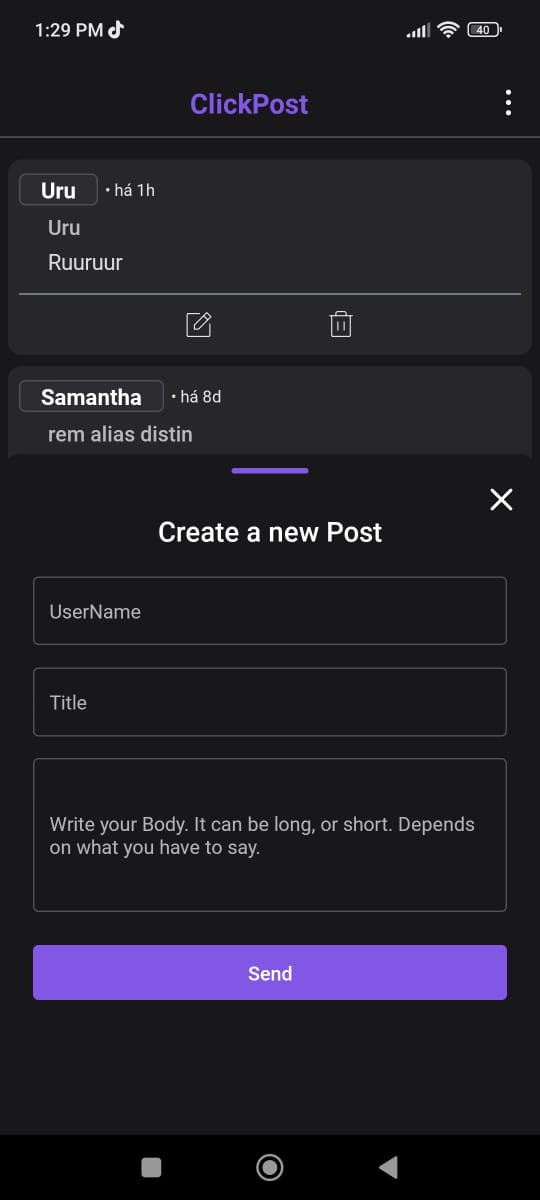 1:29 PM
40
ClickPost
Uru • há 1h
Uru
Ruuruur
Samantha • há 8d
rem alias distin
Create a new Post
UserName
Title
Write your Body. It can be long, or short. Depends
on what you have to say.
Send